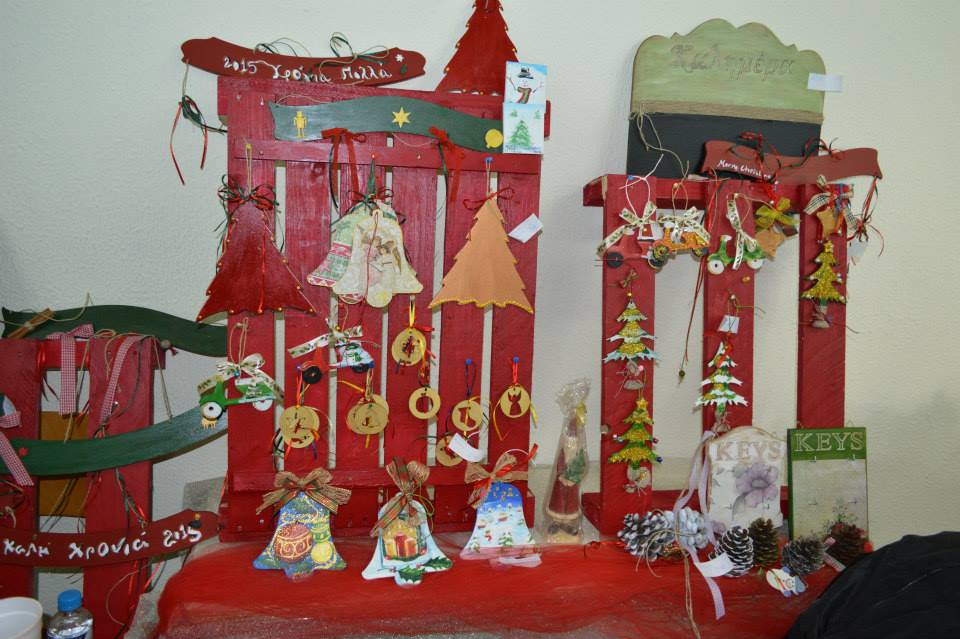 2015 Χρόνια Πολλά
Καλημέρα
Merry Christmas
KEYS
KEYS
Καλή Χρονιά 2015